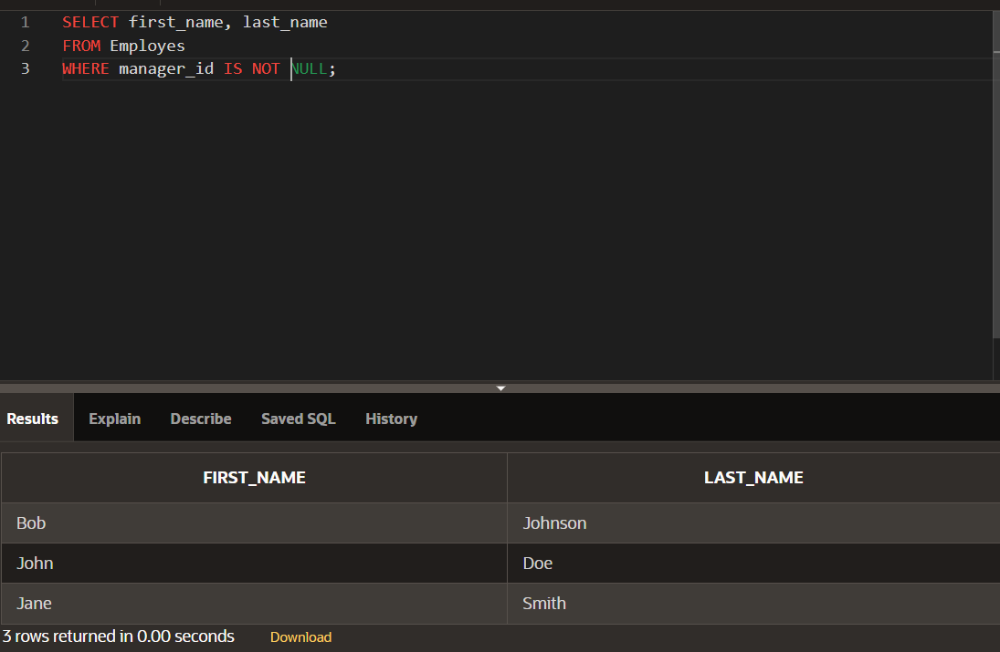 1 SELECT first_name, last_name
2 FROM Employes
3 WHERE manager_id IS NOT NULL;
Results Explain Describe Saved SQL History
FIRST_NAME LAST_NAME
Bob Johnson
John Doe
Jane Smith
3 rows returned in 0.00 seconds Download